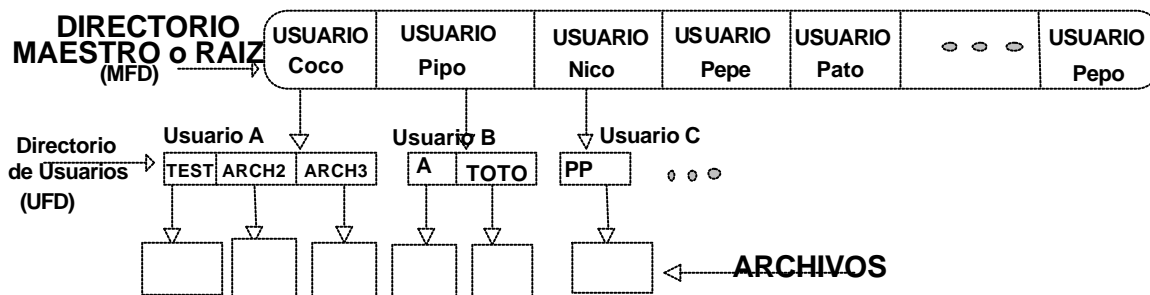 DIRECTORIO
MAESTRO o RAIZ
(MFD)
USUARIO
Coco
USUARIO
Pipo
USUARIO
Nico
USUARIO
Pepe
USUARIO
Pato
USUARIO
Pepo
Directorio
de Usuarios
(UFD)
Usuario A
TEST
ARCH2
ARCH3
Usuario B
A
TOTO
Usuario C
PP
ARCHIVOS